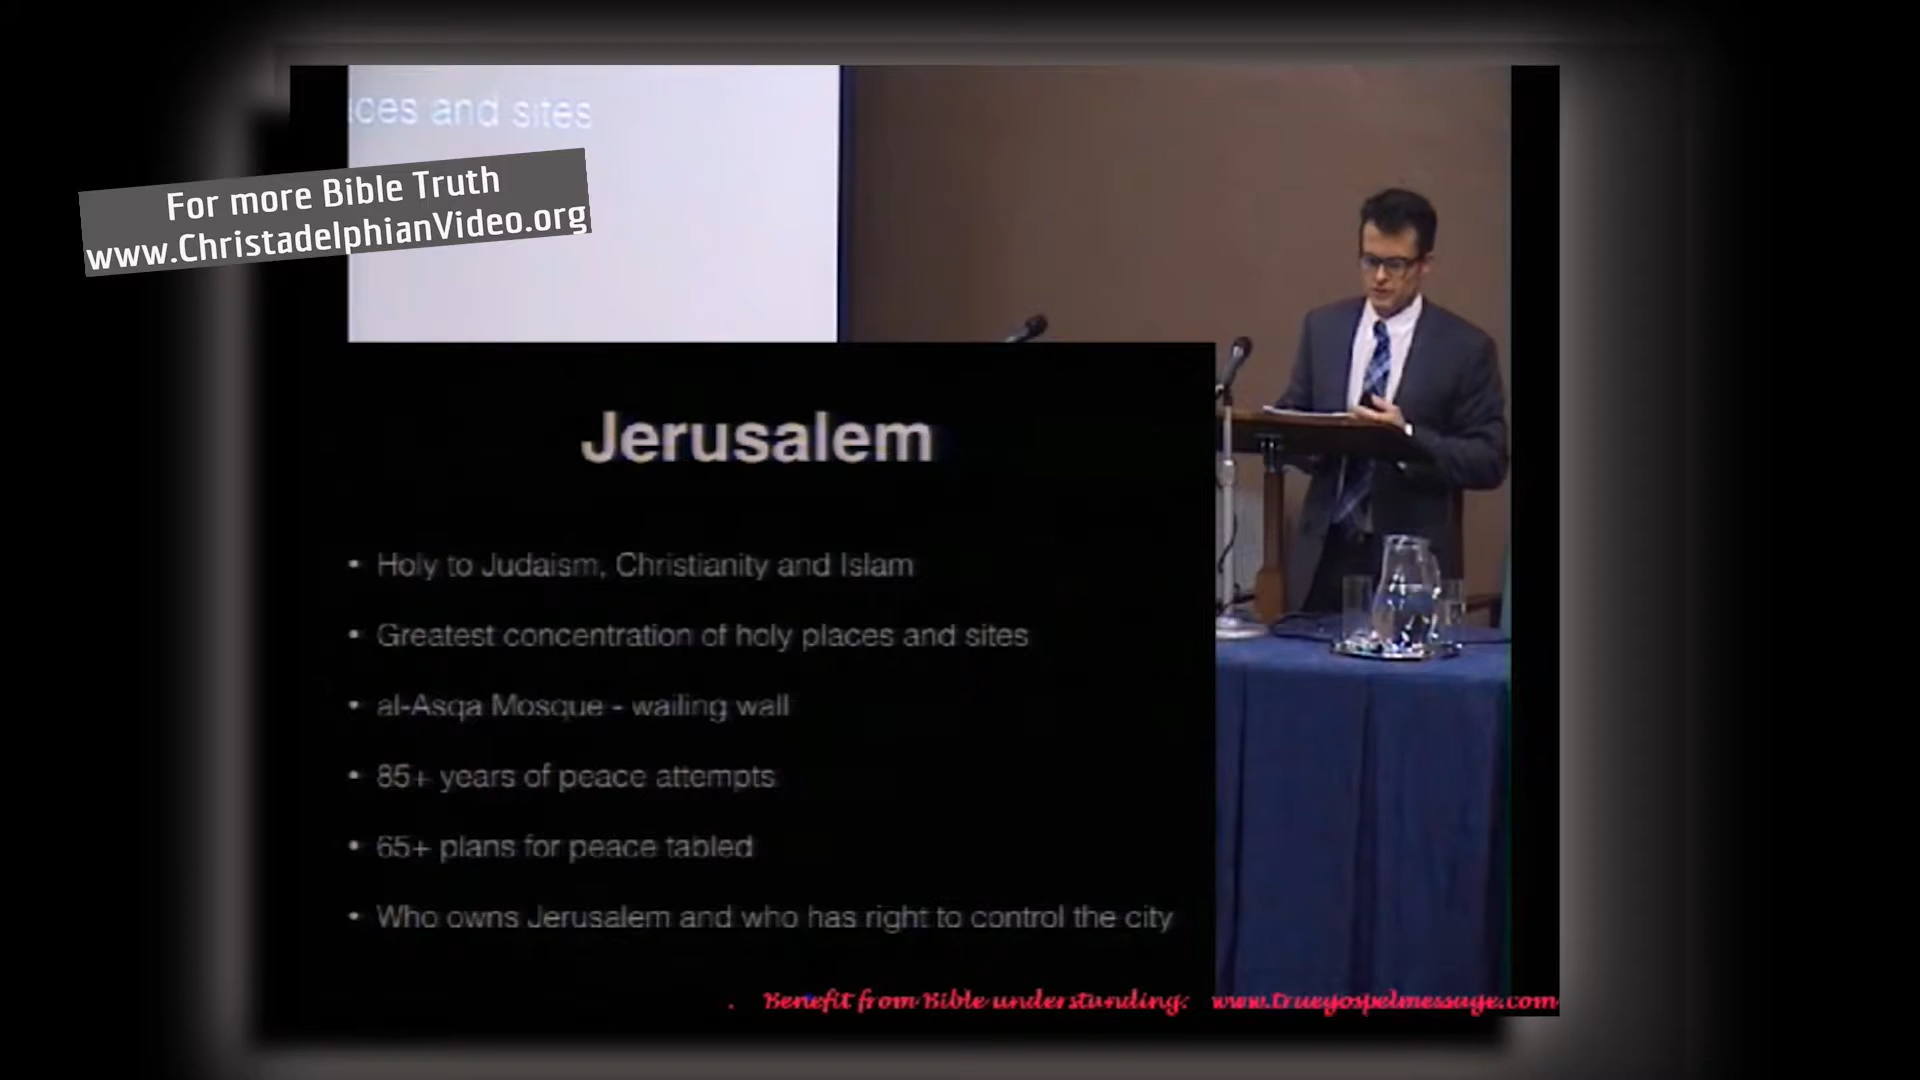 ces and sites
For more Bible Truth
www.ChristadelphianVideo.org
Jerusalem
• Holy to Judaism, Christianity and Islam
• Greatest concentration of holy places and sites
• al-Asqa Mosque - wailing wall
• 85+ years of peace attempts
• 65+ plans for peace tabled
• Who owns Jerusalem and who has right to control the city
. Benefit from Bible understanding: www.truegospelmessage.com